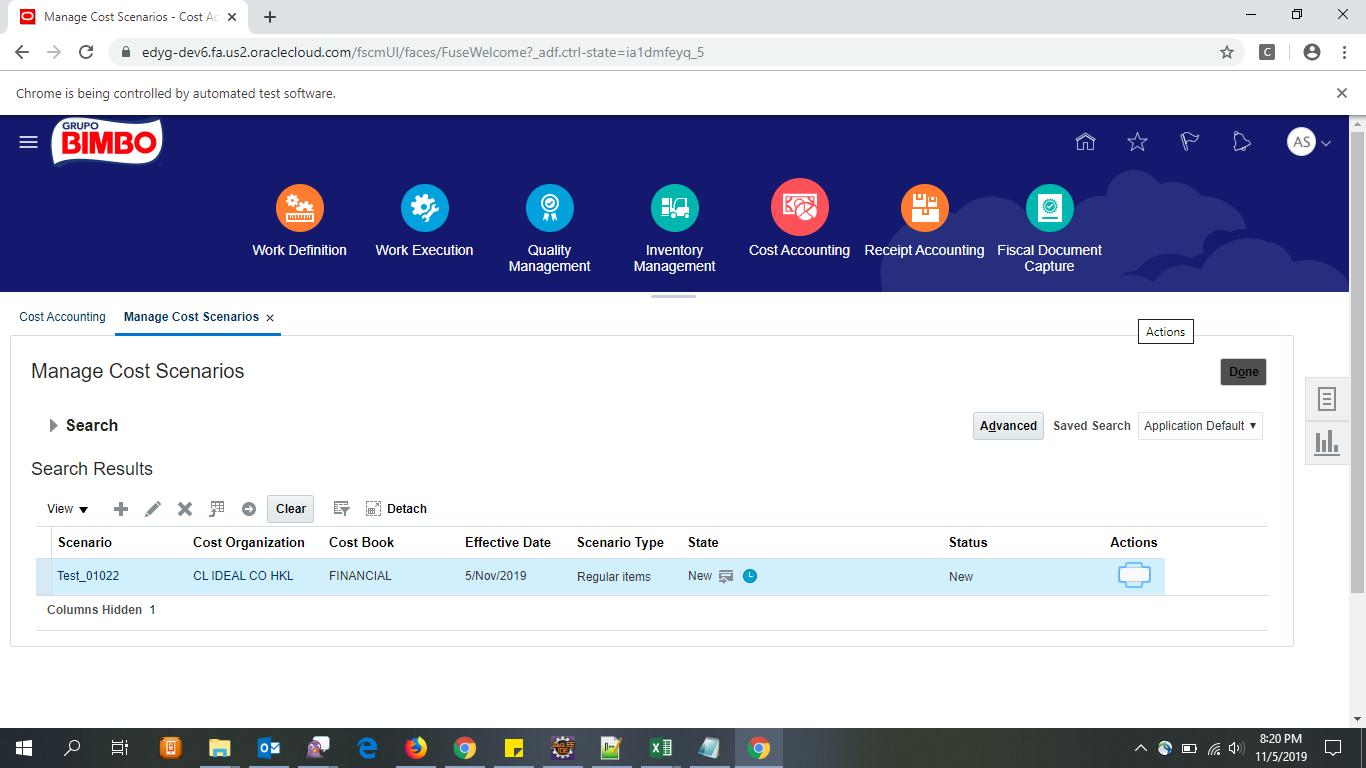 Manage Cost Scenarios - Cost Ac
edyg-dev6.fa.us2.oraclecloud.com/fscmUI/faces/FuseWelcome?_adf.ctrl-state=ia1dmfeyq_5
C
Chrome is being controlled by automated test software.
GRUPO
BIMBO
AS
Work Definition
Work Execution
Quality
Management
Inventory
Management
Cost Accounting
Receipt Accounting
Fiscal Document
Capture
Cost Accounting
Manage Cost Scenarios
Actions
Manage Cost Scenarios
Done
Search
Advanced
Saved Search
Application Default
Search Results
View
Clear
Detach
Scenario Cost Organization Cost Book Effective Date Scenario Type State Status Actions
Test_01022 CL IDEAL CO HKL FINANCIAL 5/Nov/2019 Regular items New New
Columns Hidden 1
8:20 PM
11/5/2019